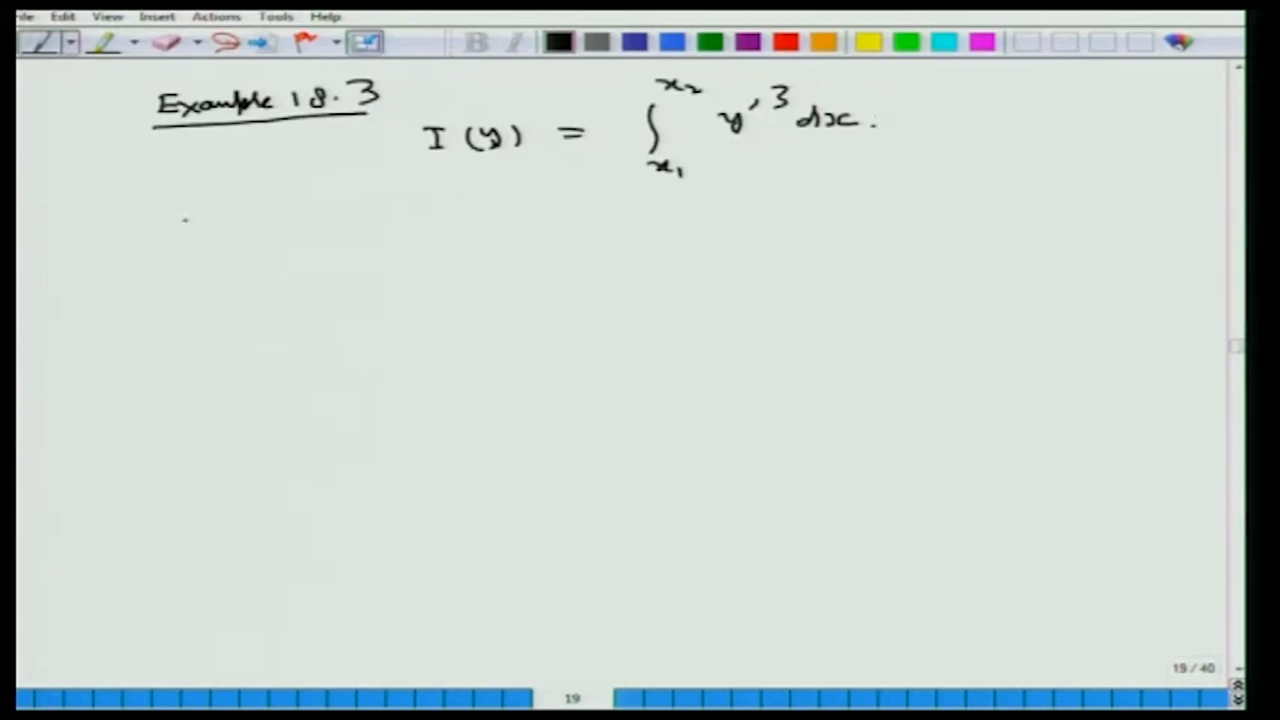 File Edit View Insert Actions Tools Help
B I
Example 18.3
I(y) = ∫_{x₁}^{x₂} y'³ dx.
19 / 40
19